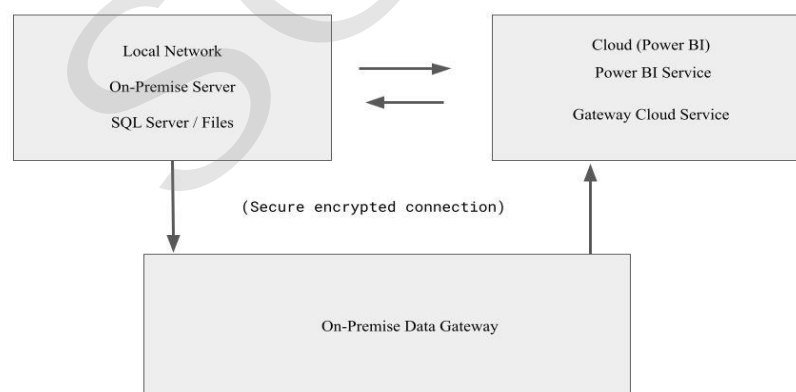 Local Network
On-Premise Server
SQL Server / Files
Cloud (Power BI)
Power BI Service
Gateway Cloud Service
(Secure encrypted connection)
On-Premise Data Gateway